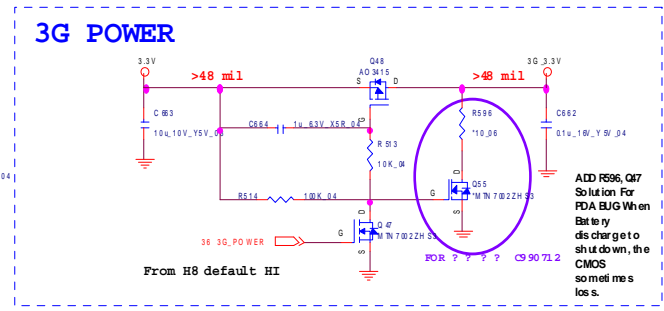 3G POWER
3.3V
>48 mil
Q48
AO3415
S
D
G
>48 mil
3G_3.3V
C663
10u_10V_Y5V_08
C664
1u_6.3V_X5R_04
R513
10K_04
R596
*10_06
C662
0.1u_16V_Y5V_04
04
R514
100K_04
D
G
S
Q55
*MTN7002ZHS3
36 3G_POWER
D
G
S
Q47
MTN7002ZHS3
From H8 default HI
FOR ? ? ? ? C990712
ADD R596,Q47
Solution For
PDA BUG When
Battery
discharge to
shutdown, the
CMOS
sometimes
loss.